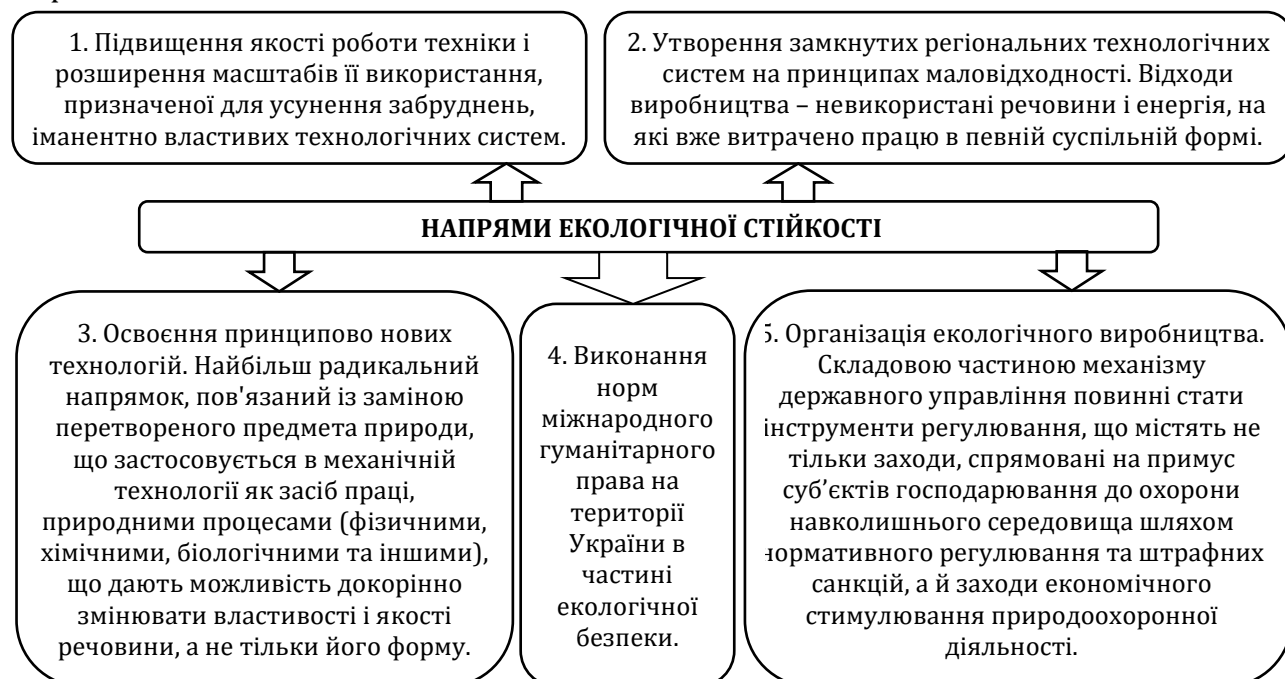 1. Підвищення якості роботи техніки і
розширення масштабів її використання,
призначеної для усунення забруднень,
іманентно властивих технологічних систем.
2. Утворення замкнутих регіональних технологічних
систем на принципах маловідходності. Відходи
виробництва – невикористані речовини і енергія, на
які вже витрачено працю в певній суспільній формі.
НАПРЯМИ ЕКОЛОГІЧНОЇ СТІЙКОСТІ
3. Освоєння принципово нових
технологій. Найбільш радикальний
напрямок, пов'язаний із заміною
перетвореного предмета природи,
що застосовується в механічній
технології як засіб праці,
природними процесами (фізичними,
хімічними, біологічними та іншими),
що дають можливість докорінно
змінювати властивості і якості
речовини, а не тільки його форму.
4. Виконання
норм
міжнародного
гуманітарного
права на
території
України в
частині
екологічної
безпеки.
5. Організація екологічного виробництва.
Складовою частиною механізму
державного управління повинні стати
інструменти регулювання, що містять не
тільки заходи, спрямовані на примус
суб’єктів господарювання до охорони
навколишнього середовища шляхом
нормативного регулювання та штрафних
санкцій, а й заходи економічного
стимулювання природоохоронної
діяльності.